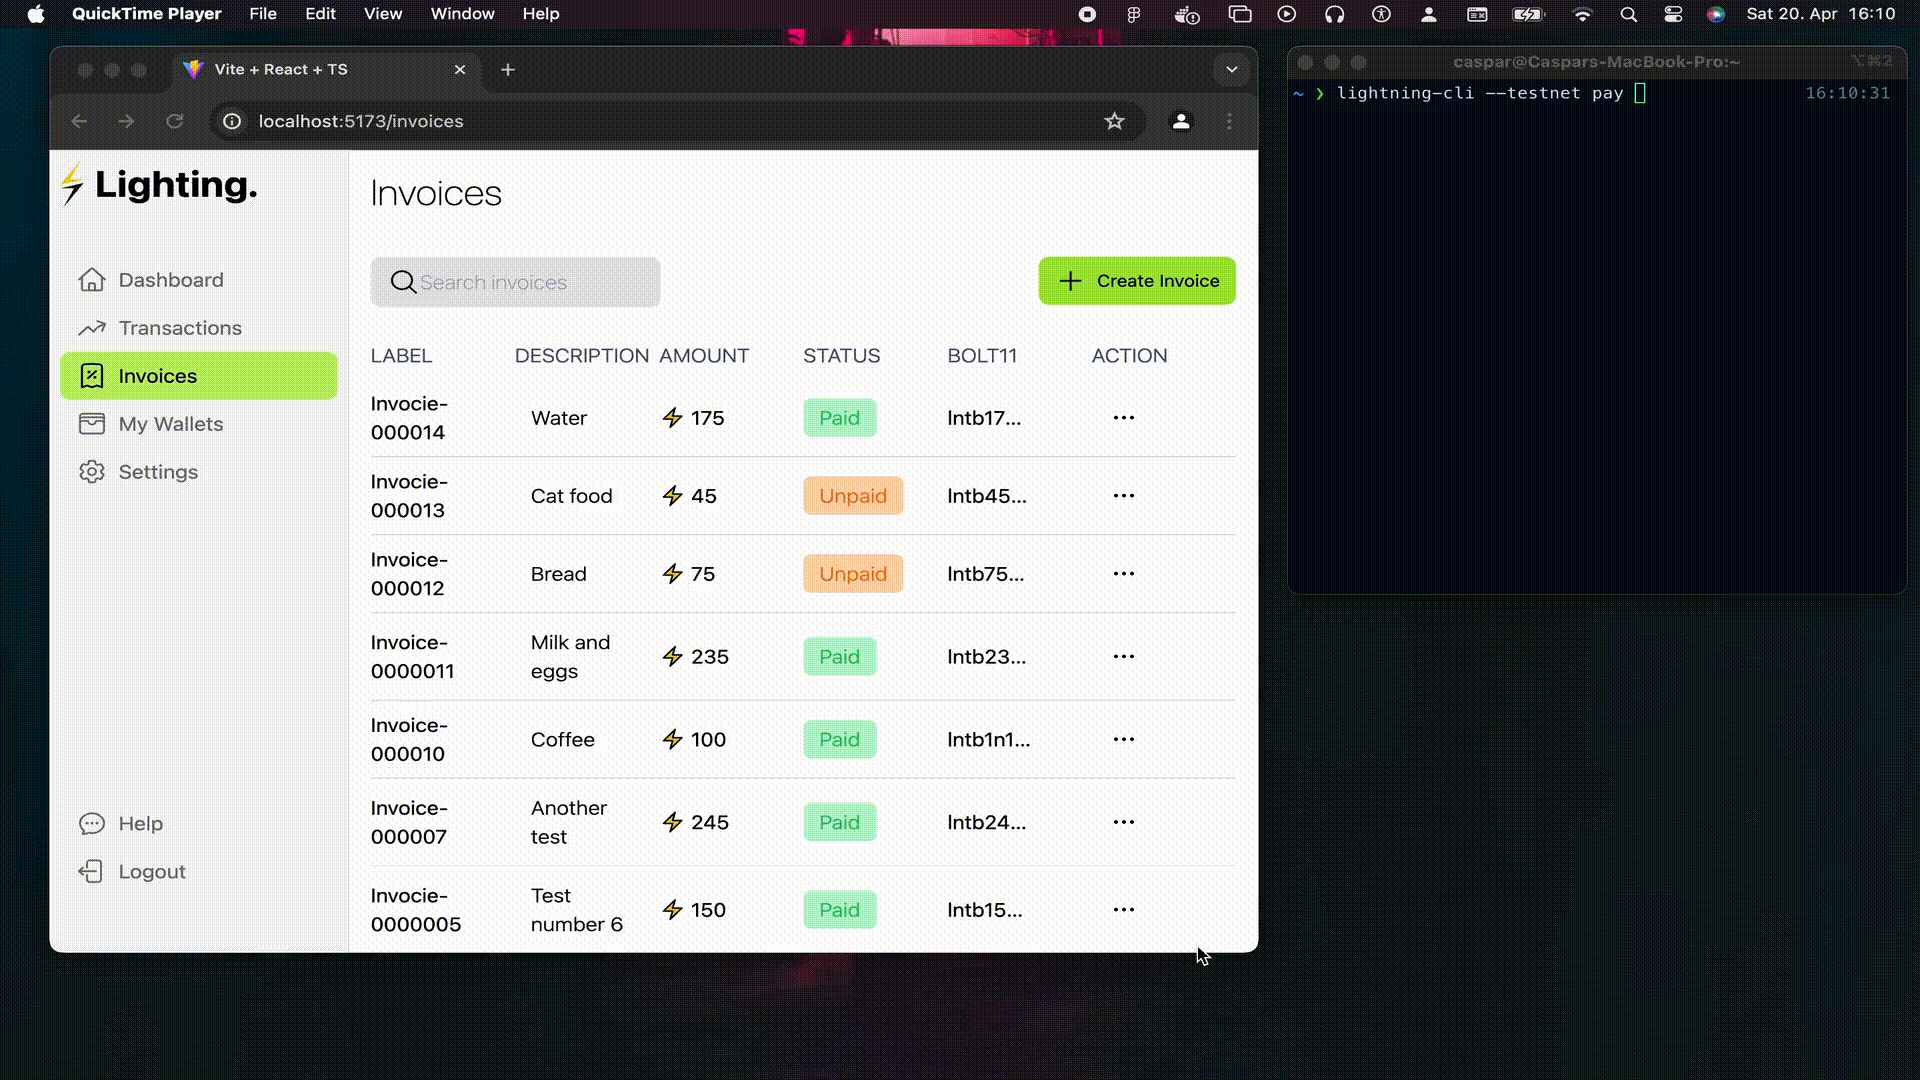 QuickTime Player File Edit View Window Help Sat 20. Apr 16:10
Vite + React + TS
localhost:5173/invoices
Lighting.
Dashboard
Transactions
Invoices
My Wallets
Settings
Help
Logout
Invoices
Search invoices
Create Invoice
LABEL DESCRIPTION AMOUNT STATUS BOLT11 ACTION
Invocie-
000014 Water 175 Paid lntb17... ...
Invocie-
000013 Cat food 45 Unpaid lntb45... ...
Invoice-
000012 Bread 75 Unpaid lntb75... ...
Invoice-
0000011 Milk and
eggs 235 Paid lntb23... ...
Invoice-
000010 Coffee 100 Paid lntb1n1... ...
Invoice-
000007 Another
test 245 Paid lntb24... ...
Invocie-
0000005 Test
number 6 150 Paid lntb15... ...
caspar@Caspars-MacBook-Pro:~ ⌥⌘2
~ ❯ lightning-cli --testnet pay 16:10:31